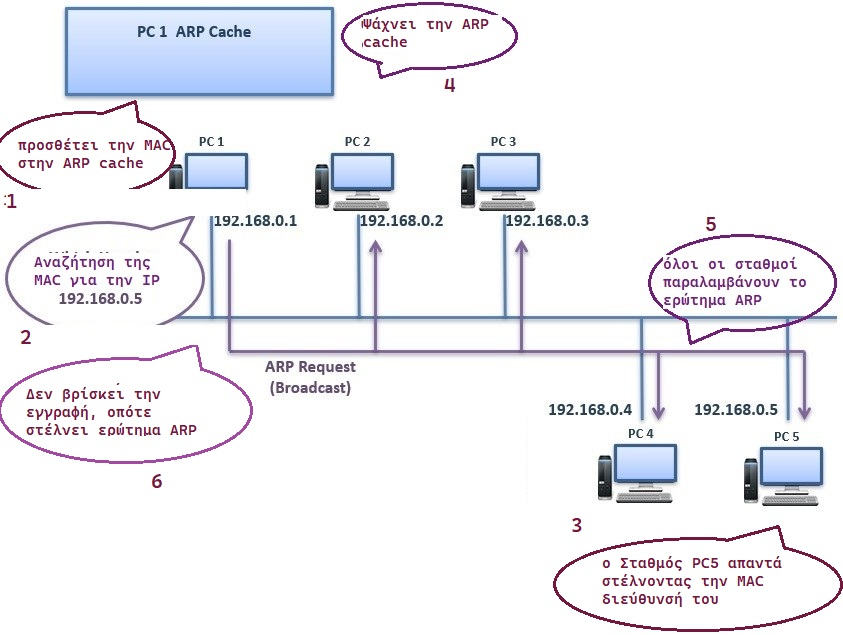 PC 1 ARP Cache
Ψάχνει την ARP
cache
4
προσθέτει την MAC
στην ARP cache
1
PC 1
PC 2
PC 3
192.168.0.1
192.168.0.2
192.168.0.3
Αναζήτηση της
MAC για την IP
192.168.0.5
2
5
όλοι οι σταθμοί
παραλαμβάνουν το
ερώτημα ARP
ARP Request
(Broadcast)
Δεν βρίσκει την
εγγραφή, οπότε
στέλνει ερώτημα ARP
6
192.168.0.4
192.168.0.5
PC 4
PC 5
3
ο Σταθμός PC5 απαντά
στέλνοντας την MAC
διεύθυνσή του